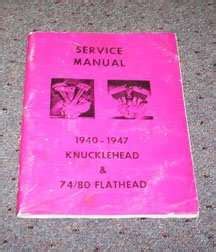 SERVICE
MANUAL
1940-1947
KNUCKLEHEAD
&
74/80 FLATHEAD